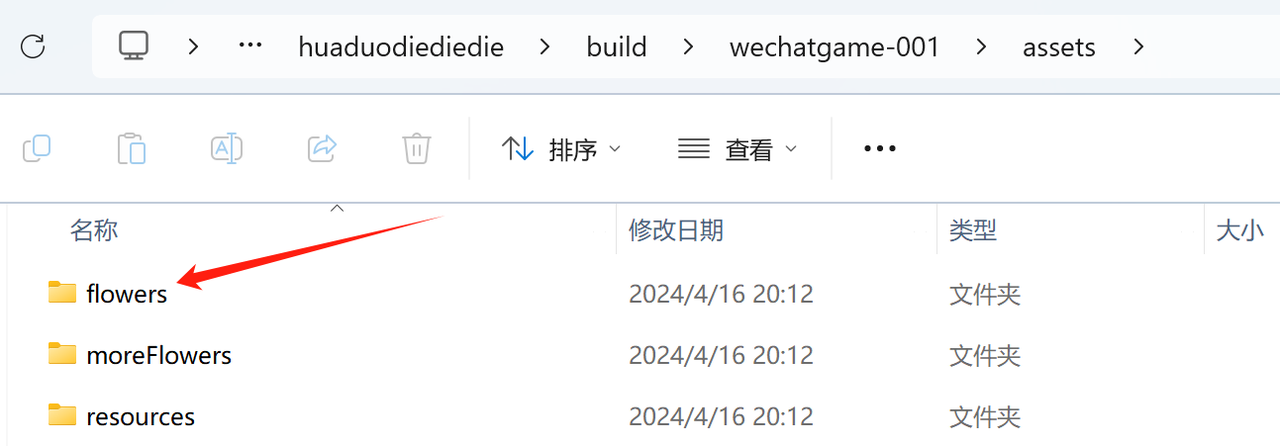 … huaduodiediedie > build > wechatgame-001 > assets >
排序 查看 •••
名称 修改日期 类型 大小
flowers 2024/4/16 20:12 文件夹
moreFlowers 2024/4/16 20:12 文件夹
resources 2024/4/16 20:12 文件夹